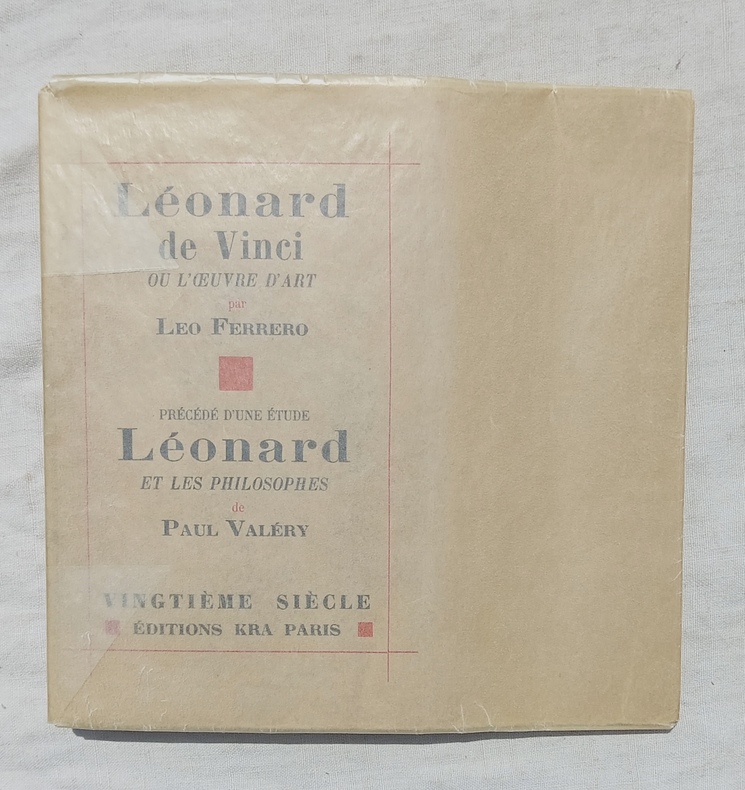 Léonard
de Vinci
OU L'ŒUVRE D'ART
par
LEO FERRERO
PRÉCÉDÉ D'UNE ÉTUDE
Léonard
ET LES PHILOSOPHES
de
PAUL VALÉRY
VINGTIÈME SIÈCLE
ÉDITIONS KRA PARIS